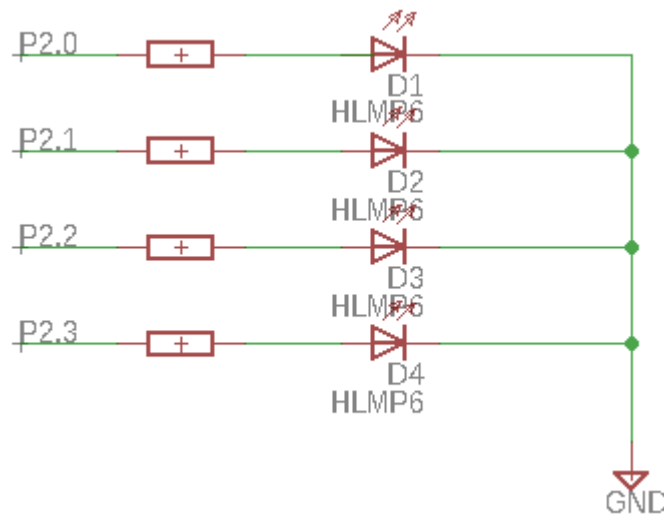 P2.0
D1
HLMP6
P2.1
D2
HLMP6
P2.2
D3
HLMP6
P2.3
D4
HLMP6
GND